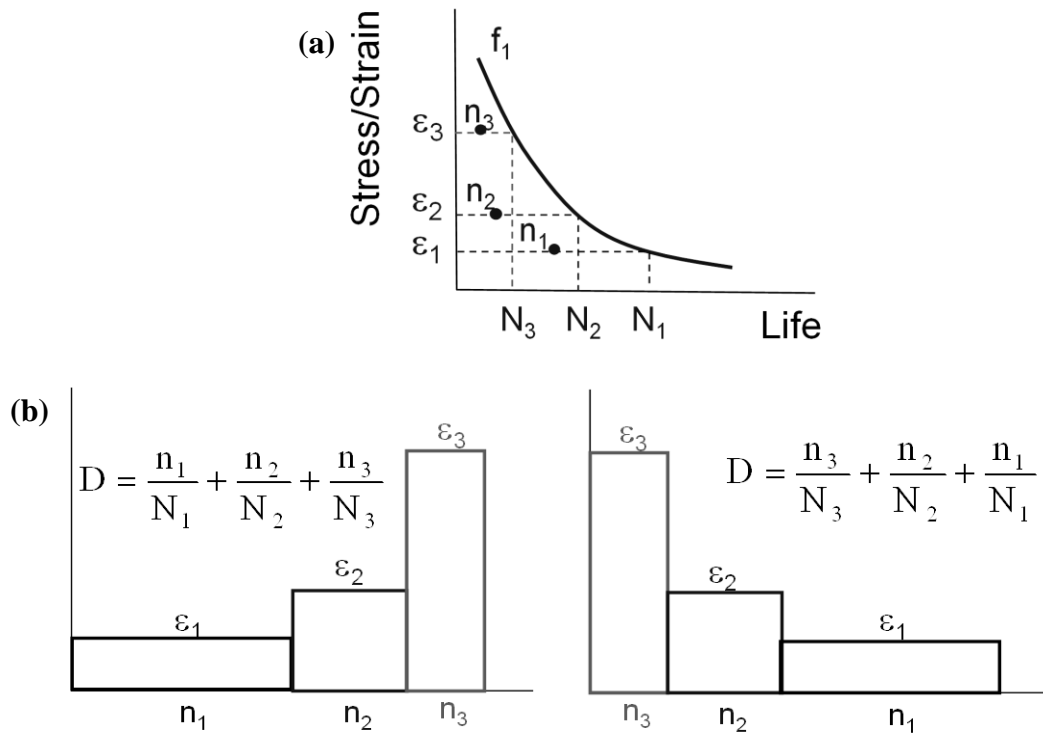 (a)
Stress/Strain
f₁
ε₃
n₃
ε₂
n₂
ε₁
n₁
N₃ N₂ N₁
Life
(b)
D = n₁/N₁ + n₂/N₂ + n₃/N₃
ε₁
ε₂
ε₃
n₁ n₂ n₃
D = n₃/N₃ + n₂/N₂ + n₁/N₁
ε₃
ε₂
ε₁
n₃ n₂ n₁